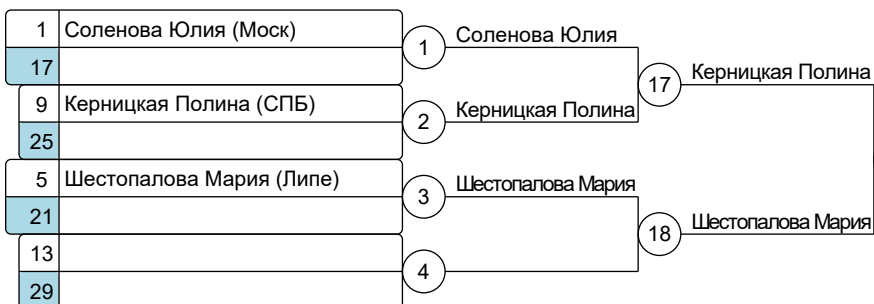 1 Соленова Юлия (Моск)
17
1 Соленова Юлия
9 Керницкая Полина (СПБ)
25
2 Керницкая Полина
17 Керницкая Полина
5 Шестопалова Мария (Липе)
21
3 Шестопалова Мария
13
29
4
18 Шестопалова Мария